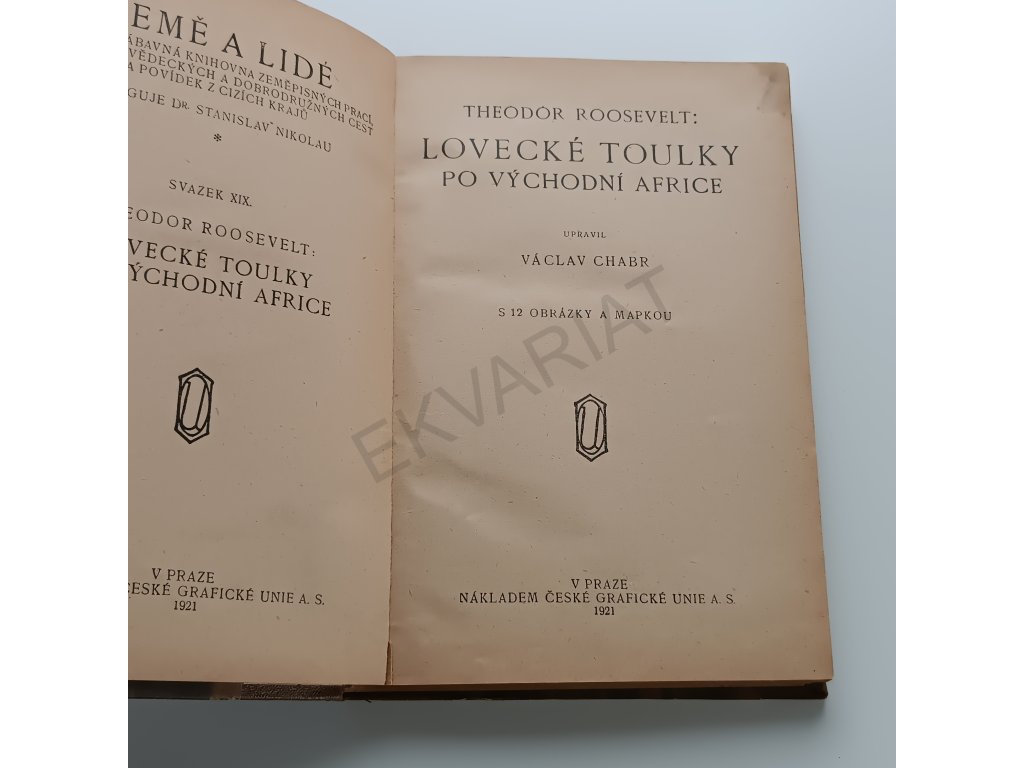 EMĚ A LIDÉ
ÁBAVNÁ KNIHOVNA ZEMĚPISNÝCH PRACÍ,
VĚDECKÝCH A DOBRODRUŽNÝCH CEST
A POVÍDEK Z CIZÍCH KRAJŮ
GUJE DR. STANISLAV NIKOLAU
*
SVAZEK XIX.
EODOR ROOSEVELT:
VECKÉ TOULKY
ÝCHODNÍ AFRICE
V PRAZE
ČESKÉ GRAFICKÉ UNIE A. S.
1921
THEODOR ROOSEVELT:
LOVECKÉ TOULKY
PO VÝCHODNÍ AFRICE
UPRAVIL
VÁCLAV CHABR
S 12 OBRÁZKY A MAPKOU
V PRAZE
NÁKLADEM ČESKÉ GRAFICKÉ UNIE A. S.
1921
EKVARIAT